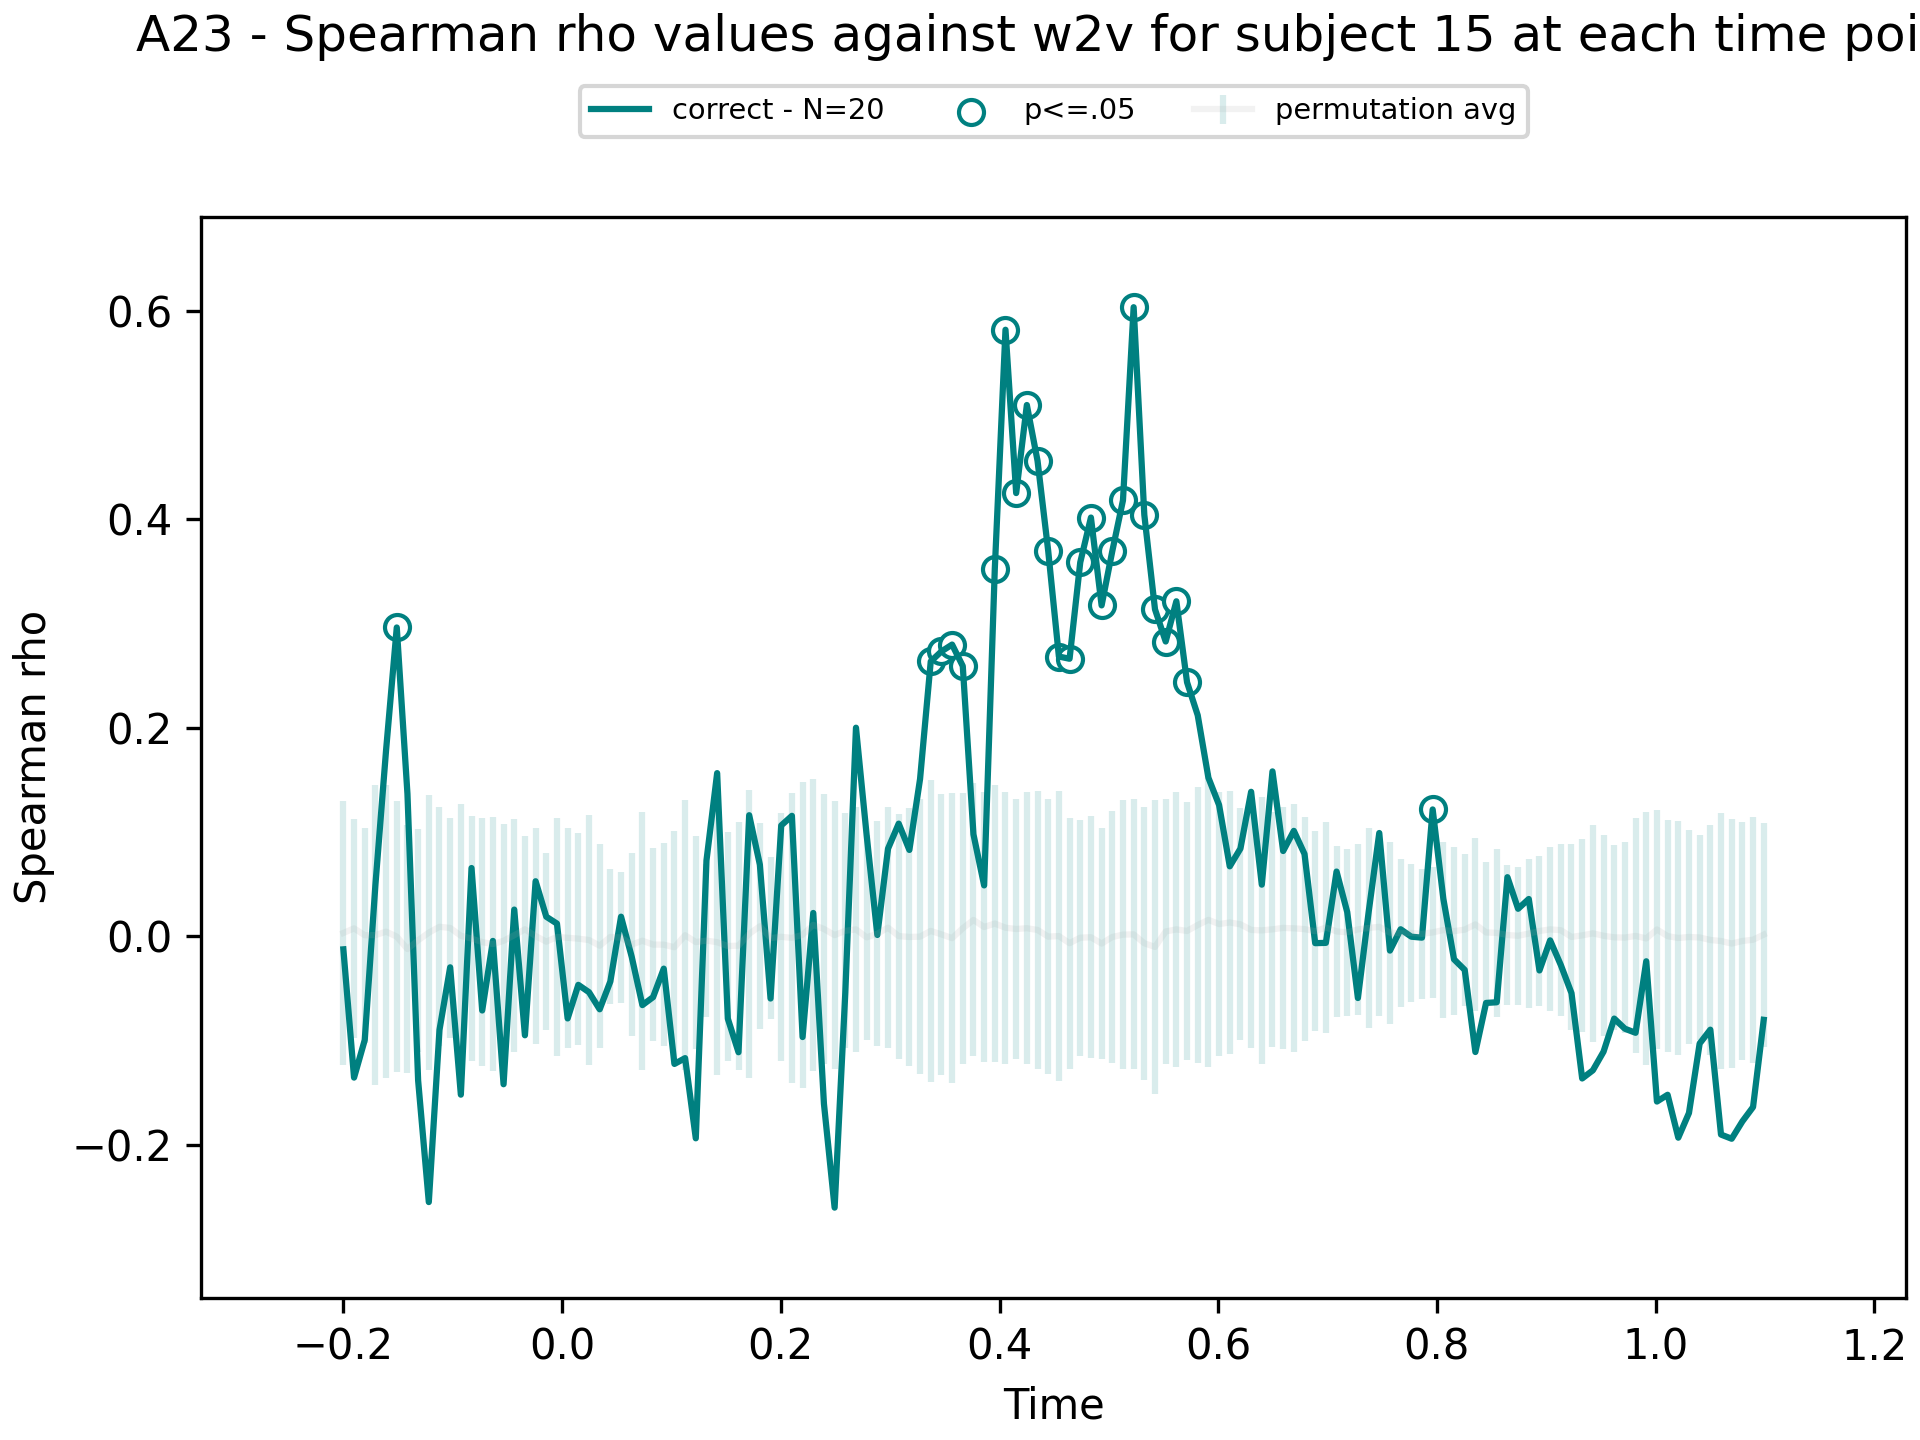 A23 - Spearman rho values against w2v for subject 15 at each time poi
correct - N=20 p<=.05 permutation avg
Spearman rho
0.6
0.4
0.2
0.0
−0.2
−0.2 0.0 0.2 0.4 0.6 0.8 1.0 1.2
Time